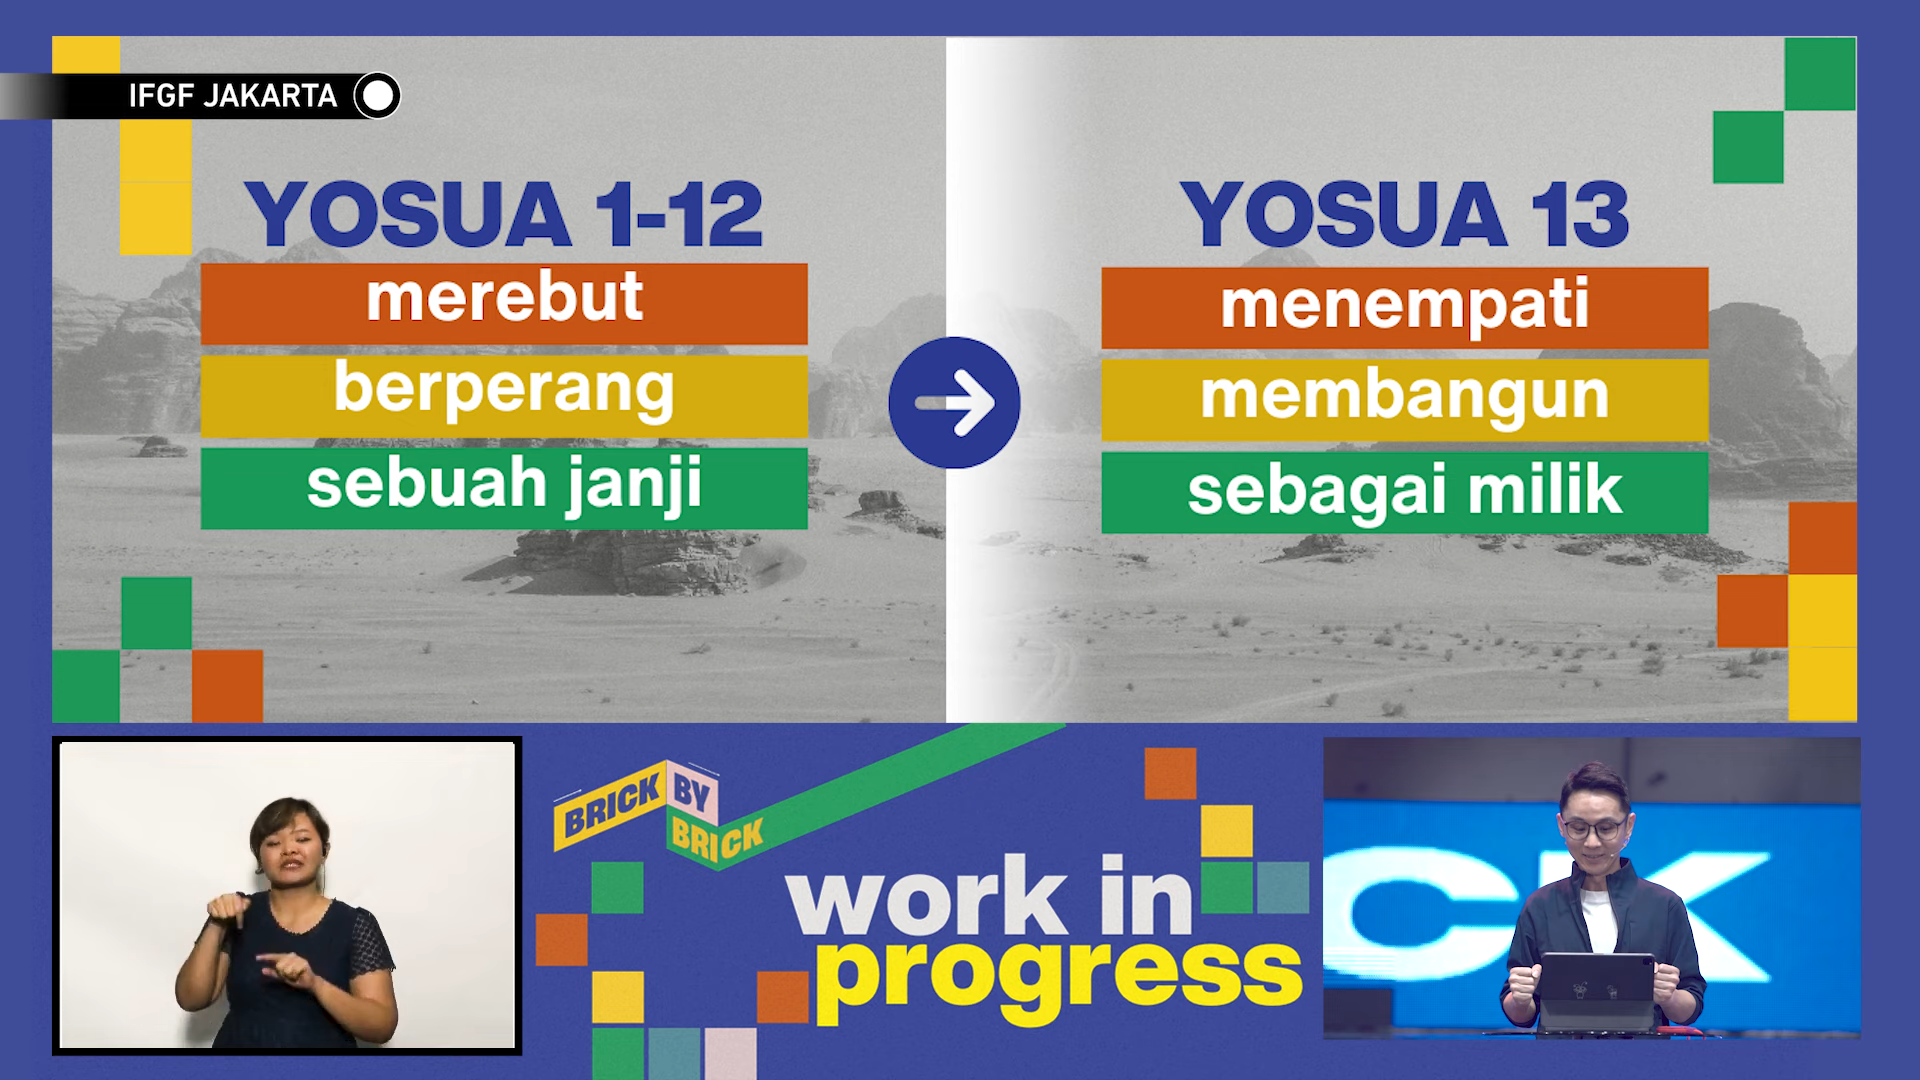 IFGF JAKARTA
YOSUA 1-12
merebut
berperang
sebuah janji
YOSUA 13
menempati
membangun
sebagai milik
BRICK BY
BRICK
work in
progress
CK